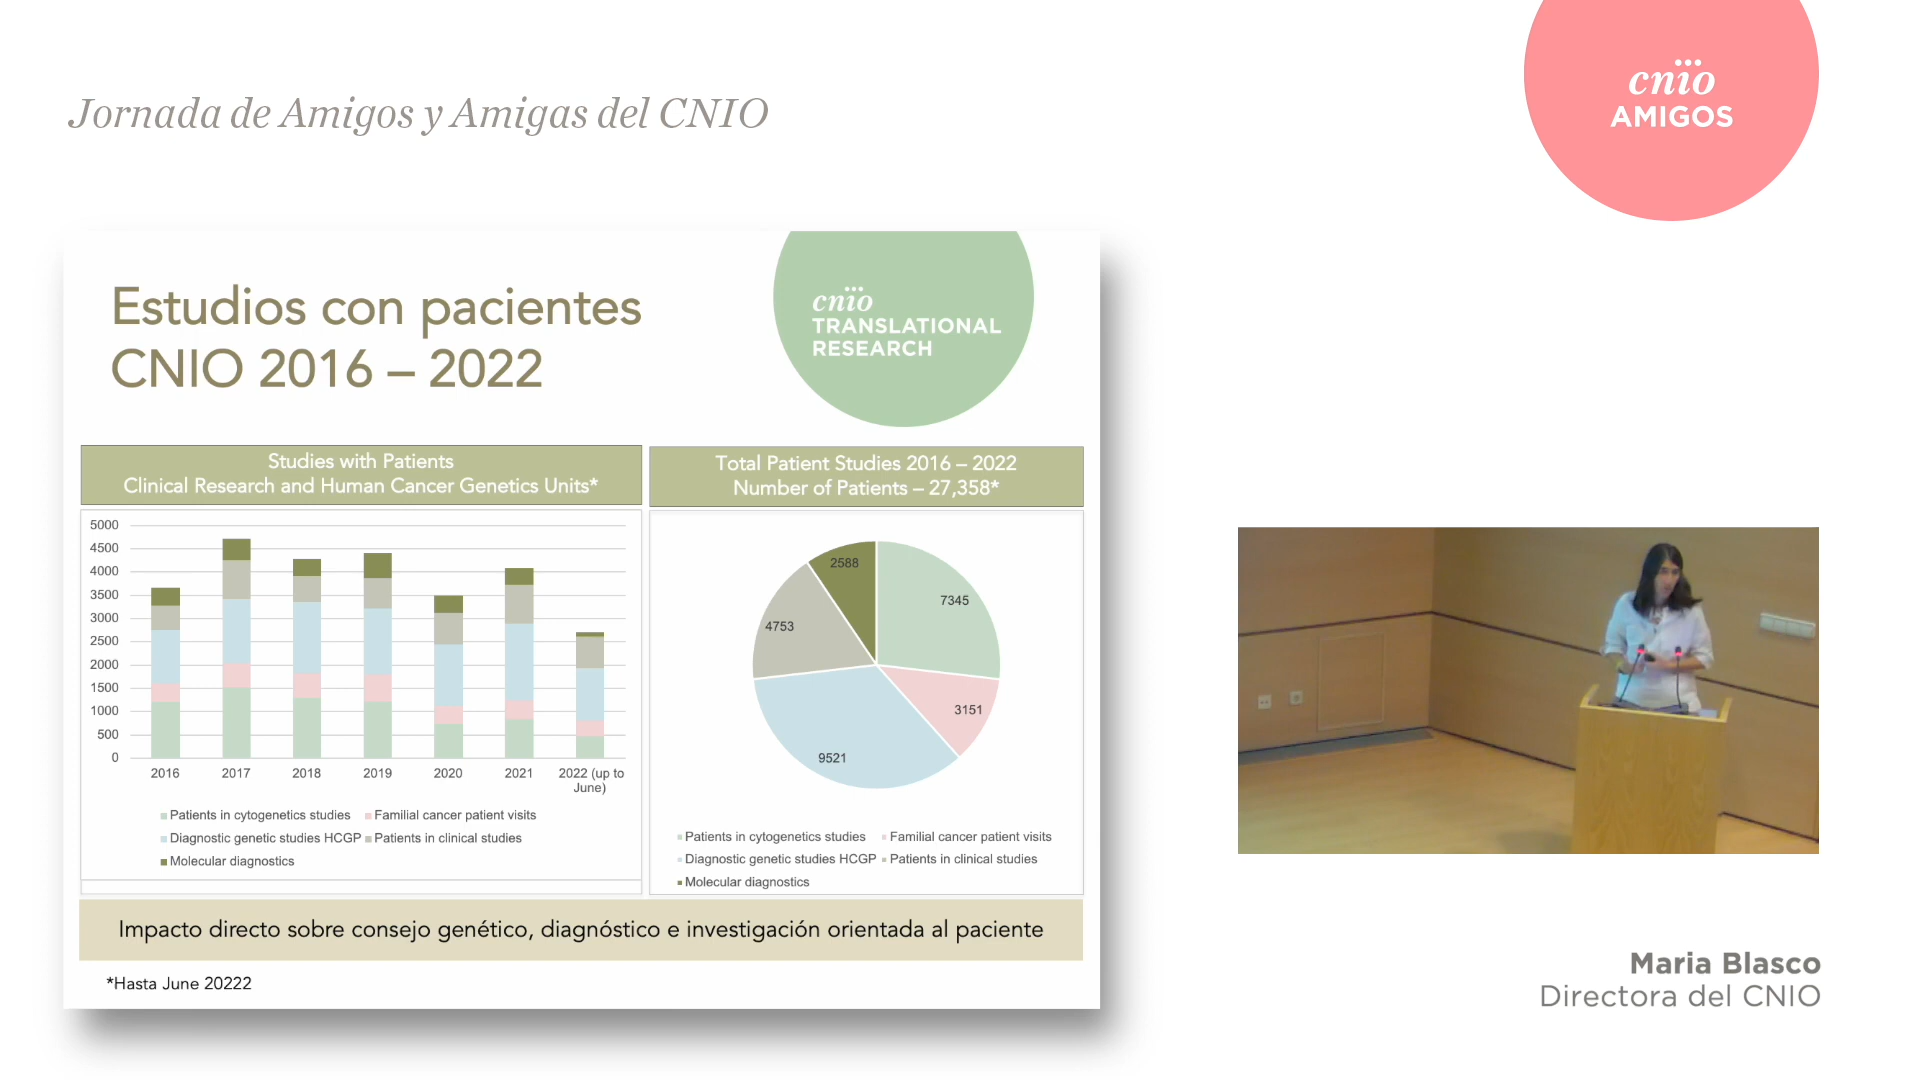 Jornada de Amigos y Amigas del CNIO
cnio
AMIGOS
Estudios con pacientes
CNIO 2016 – 2022
cnio
TRANSLATIONAL
RESEARCH
Studies with Patients
Clinical Research and Human Cancer Genetics Units*
5000
4500
4000
3500
3000
2500
2000
1500
1000
500
0
2016 2017 2018 2019 2020 2021 2022 (up to
June)
Patients in cytogenetics studies Familial cancer patient visits
Diagnostic genetic studies HCGP Patients in clinical studies
Molecular diagnostics
Total Patient Studies 2016 – 2022
Number of Patients – 27,358*
2588
7345
4753
3151
9521
Patients in cytogenetics studies Familial cancer patient visits
Diagnostic genetic studies HCGP Patients in clinical studies
Molecular diagnostics
Impacto directo sobre consejo genético, diagnóstico e investigación orientada al paciente
*Hasta June 20222
Maria Blasco
Directora del CNIO